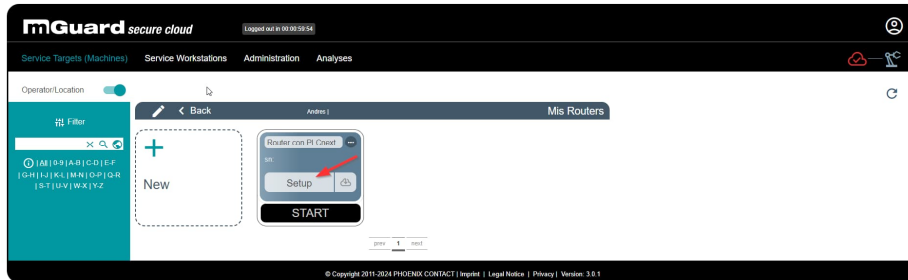 mGuard secure cloud
Logged out in 00:00:59:54
Service Targets (Machines) Service Workstations Administration Analyses
Operator/Location
Filter
| All | 0-9 | A-B | C-D | E-F
| G-H | I-J | K-L | M-N | O-P | Q-R
| S-T | U-V | W-X | Y-Z
Back Andres | Mis Routers
New
Router con PLCnext
START
Setup
prev 1 next
© Copyright 2011-2024 PHOENIX CONTACT | Imprint | Legal Notice | Privacy | Version: 3.0.1